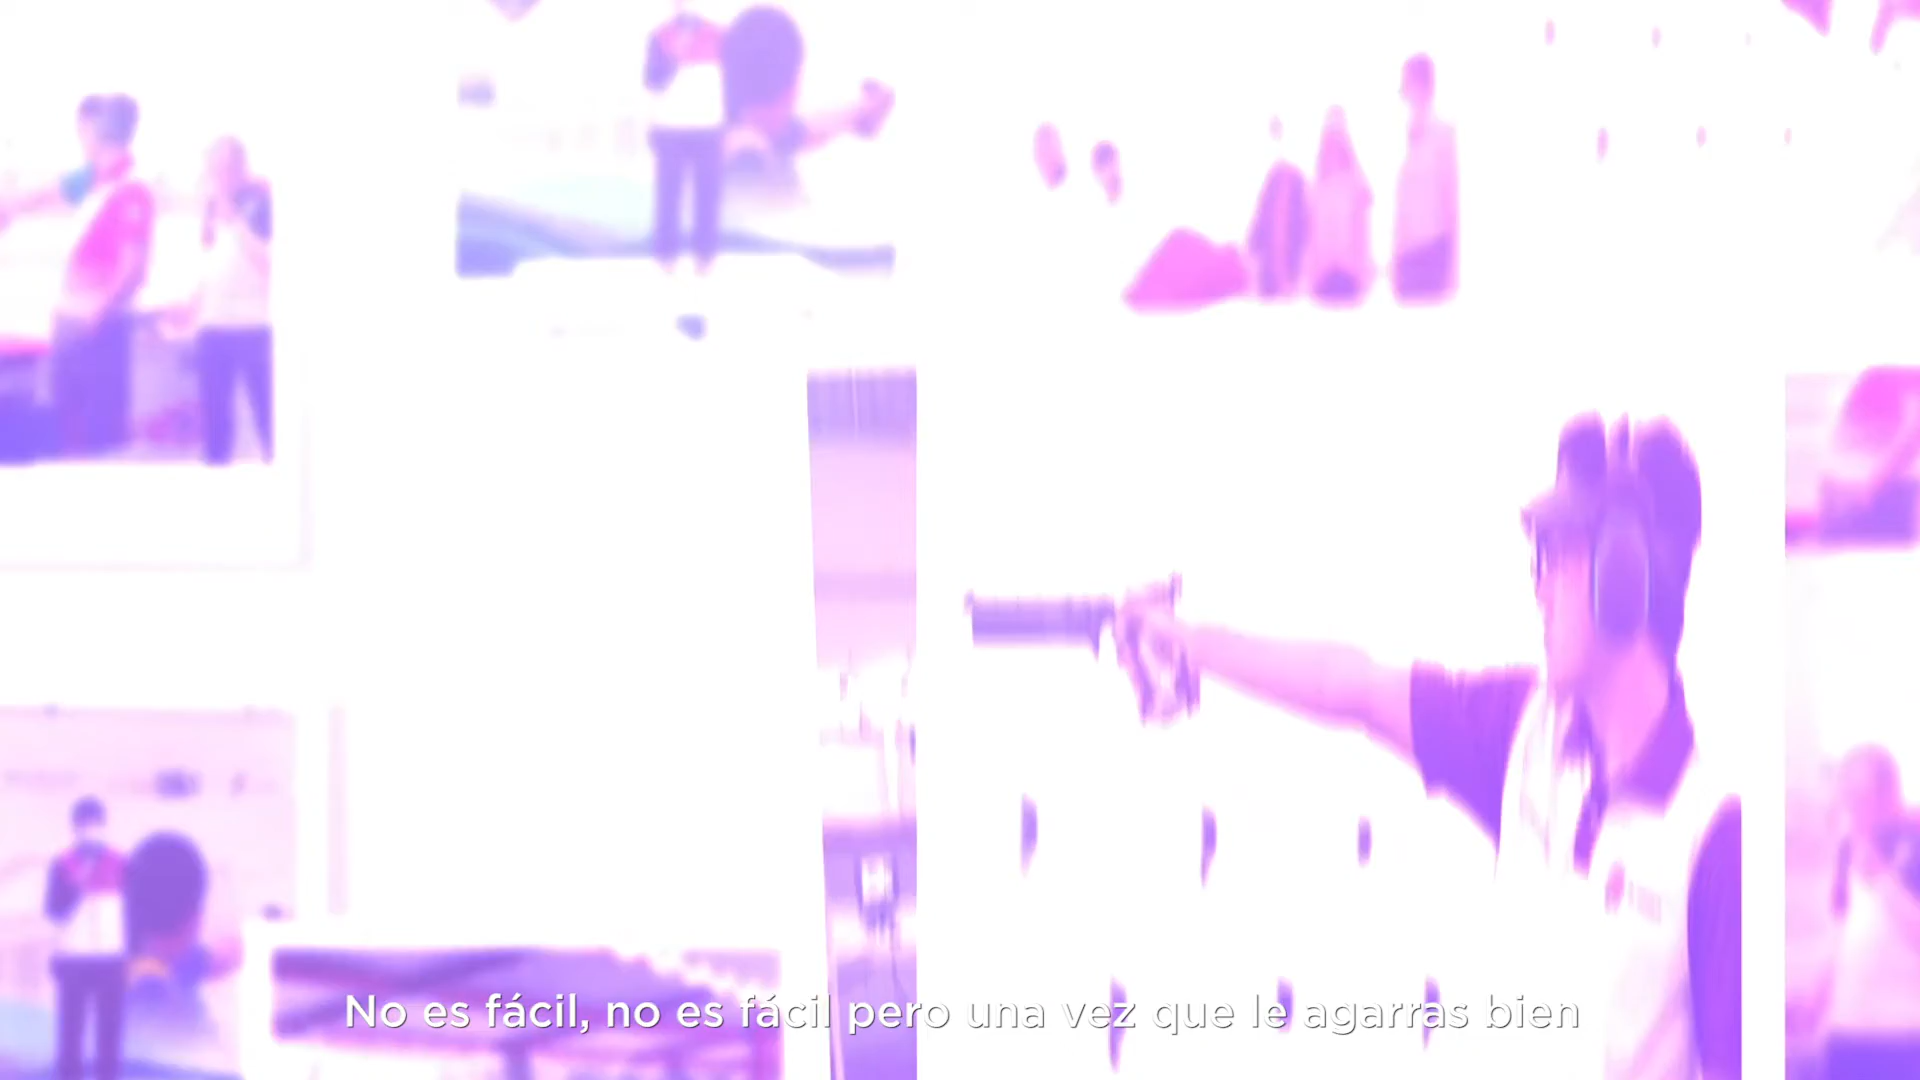 No es fácil, no es fácil pero una vez que le agarras bien